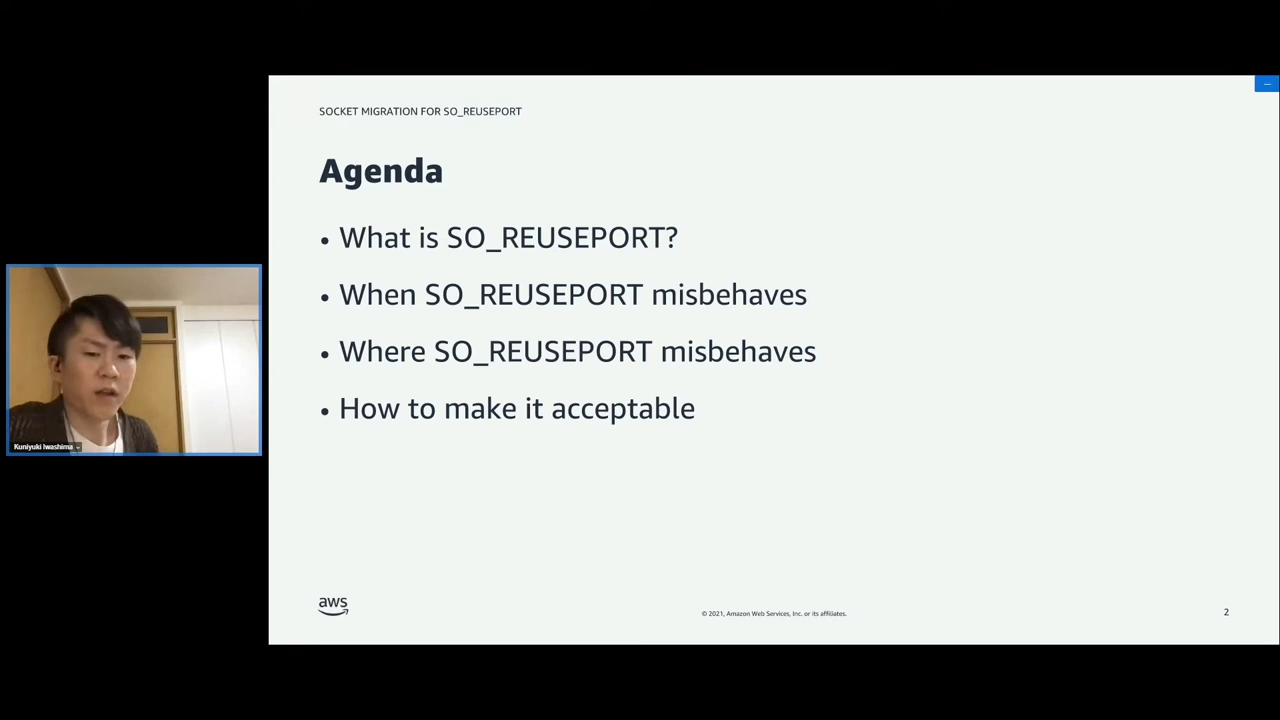 SOCKET MIGRATION FOR SO_REUSEPORT
Agenda
• What is SO_REUSEPORT?
• When SO_REUSEPORT misbehaves
• Where SO_REUSEPORT misbehaves
• How to make it acceptable
Kuniyuki Iwashima
aws
© 2021, Amazon Web Services, Inc. or its affiliates.
2